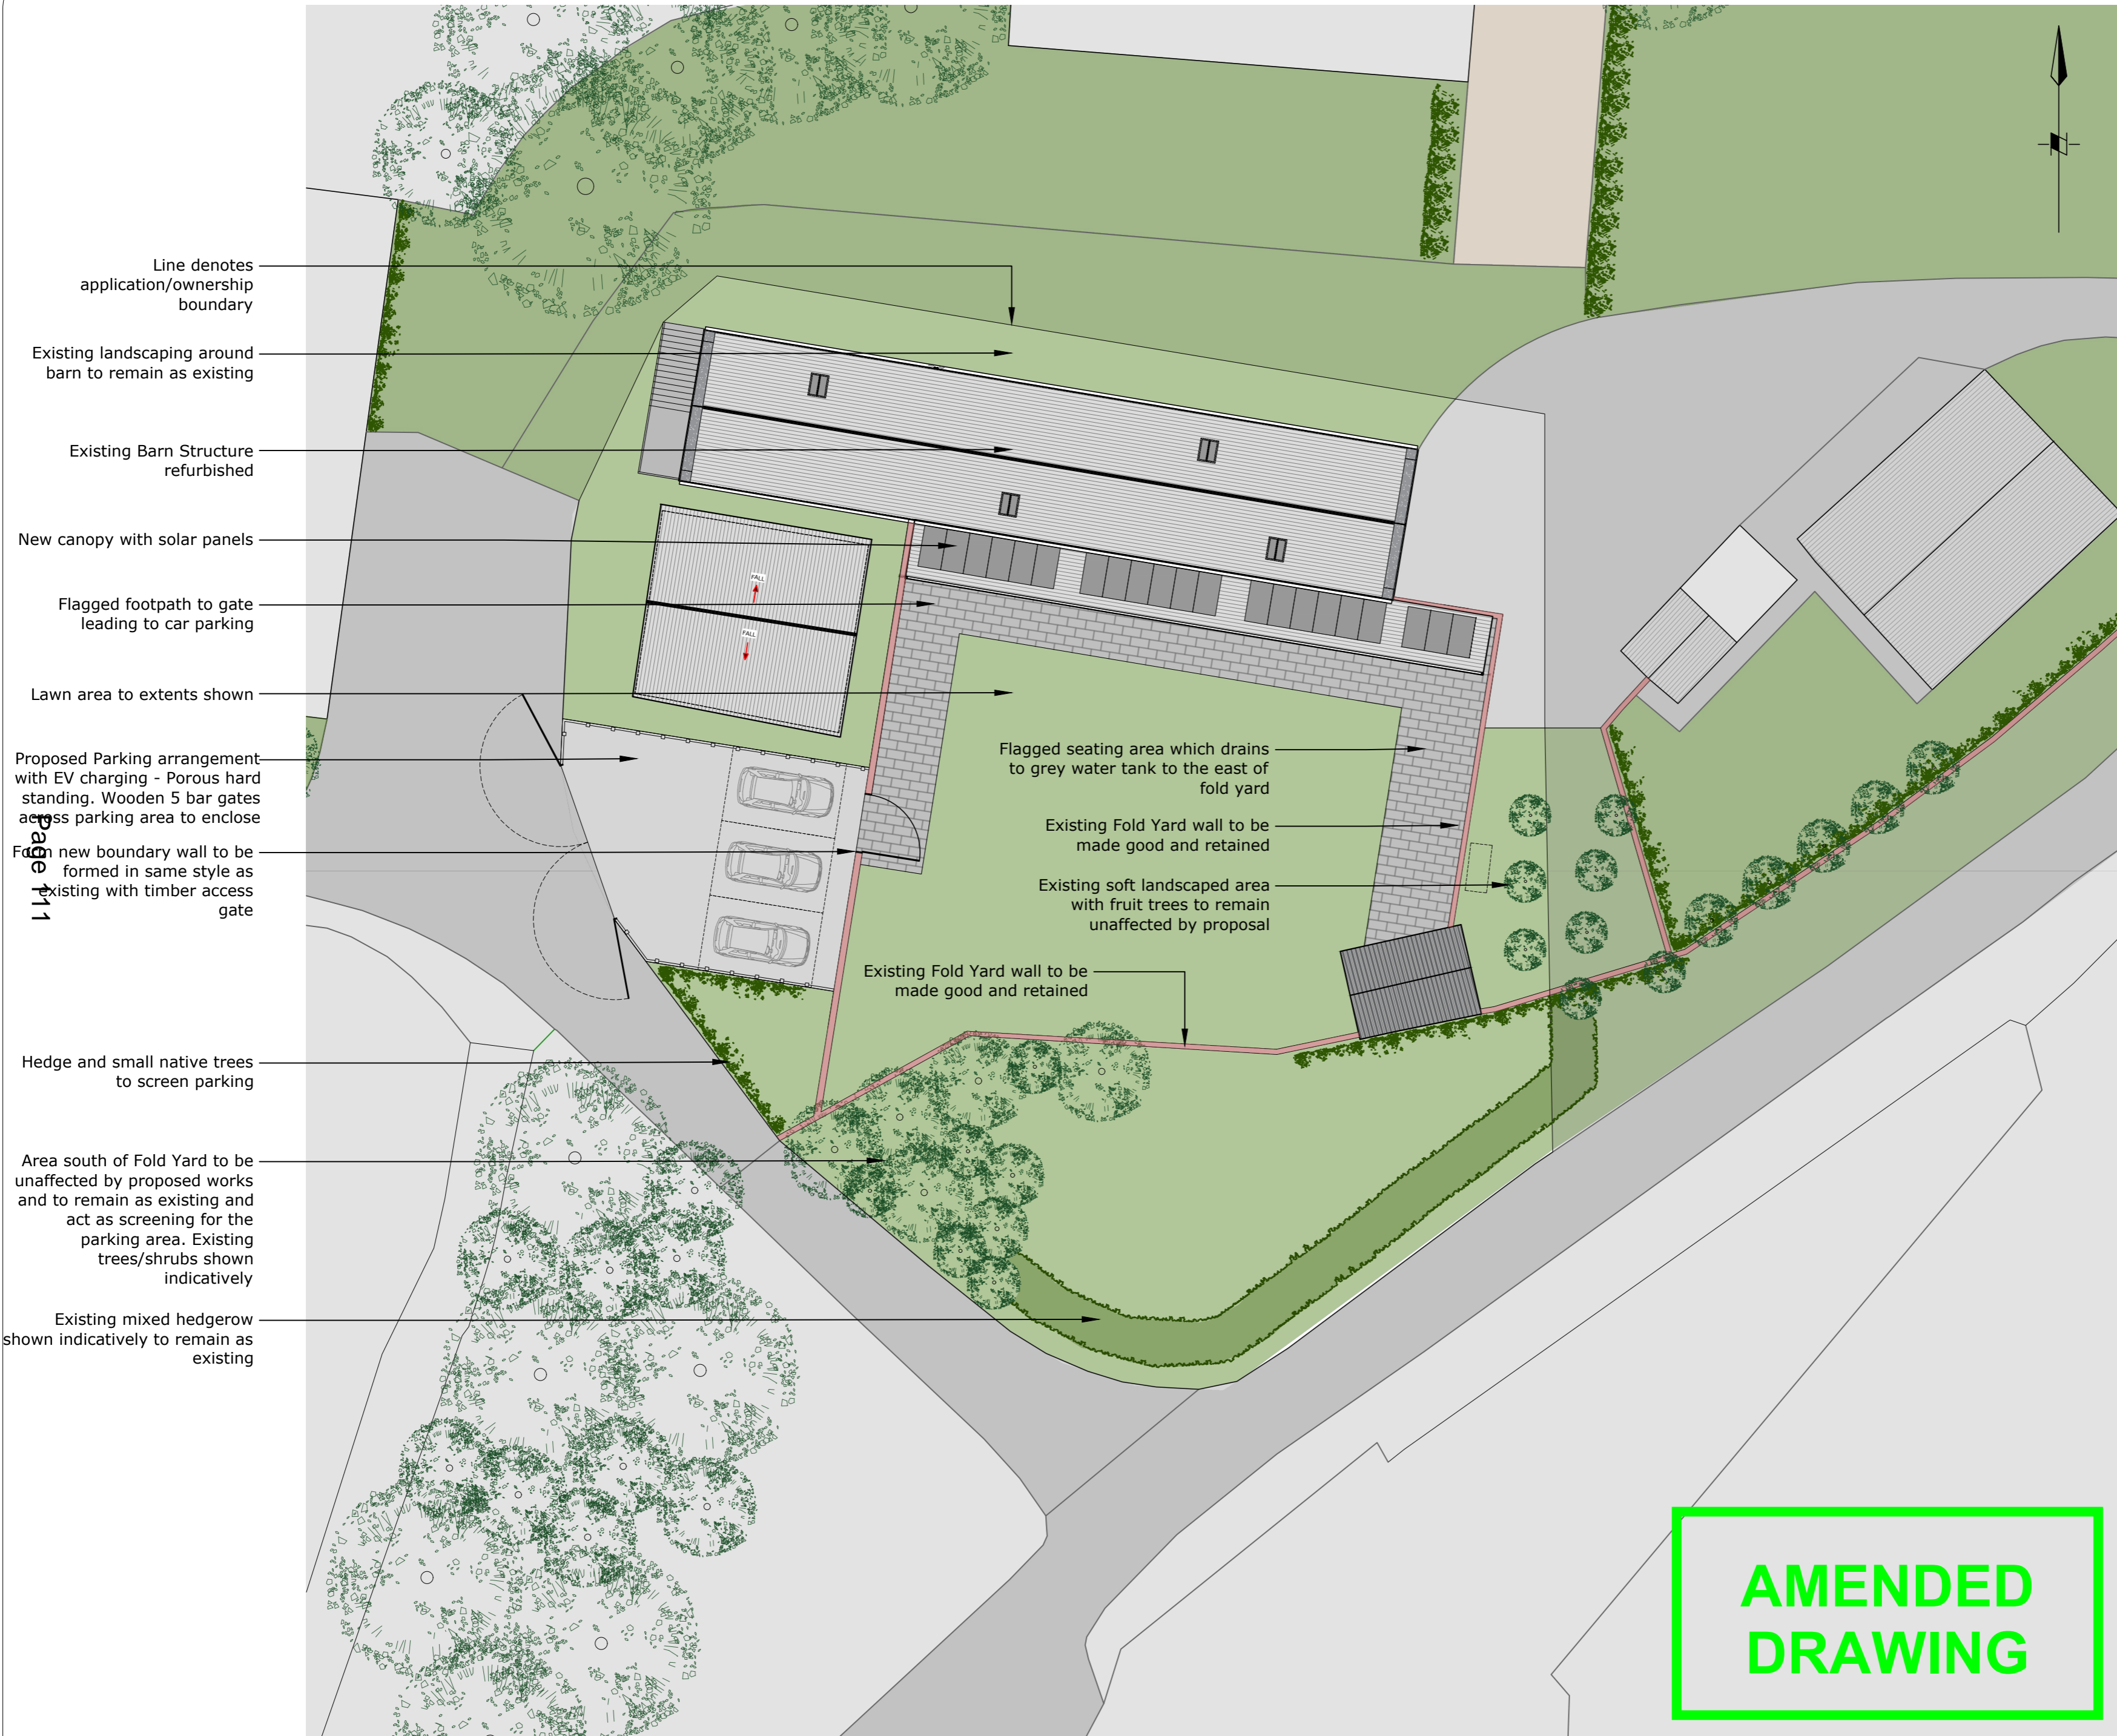 Line denotes
application/ownership
boundary
Existing landscaping around
barn to remain as existing
Existing Barn Structure
refurbished
New canopy with solar panels
Flagged footpath to gate
leading to car parking
Lawn area to extents shown
Proposed Parking arrangement
with EV charging - Porous hard
standing. Wooden 5 bar gates
across parking area to enclose
Form new boundary wall to be
formed in same style as
existing with timber access
gate
Page 111
Hedge and small native trees
to screen parking
Area south of Fold Yard to be
unaffected by proposed works
and to remain as existing and
act as screening for the
parking area. Existing
trees/shrubs shown
indicatively
Existing mixed hedgerow
shown indicatively to remain as
existing
FALL
FALL
Flagged seating area which drains
to grey water tank to the east of
fold yard
Existing Fold Yard wall to be
made good and retained
Existing soft landscaped area
with fruit trees to remain
unaffected by proposal
Existing Fold Yard wall to be
made good and retained
AMENDED
DRAWING